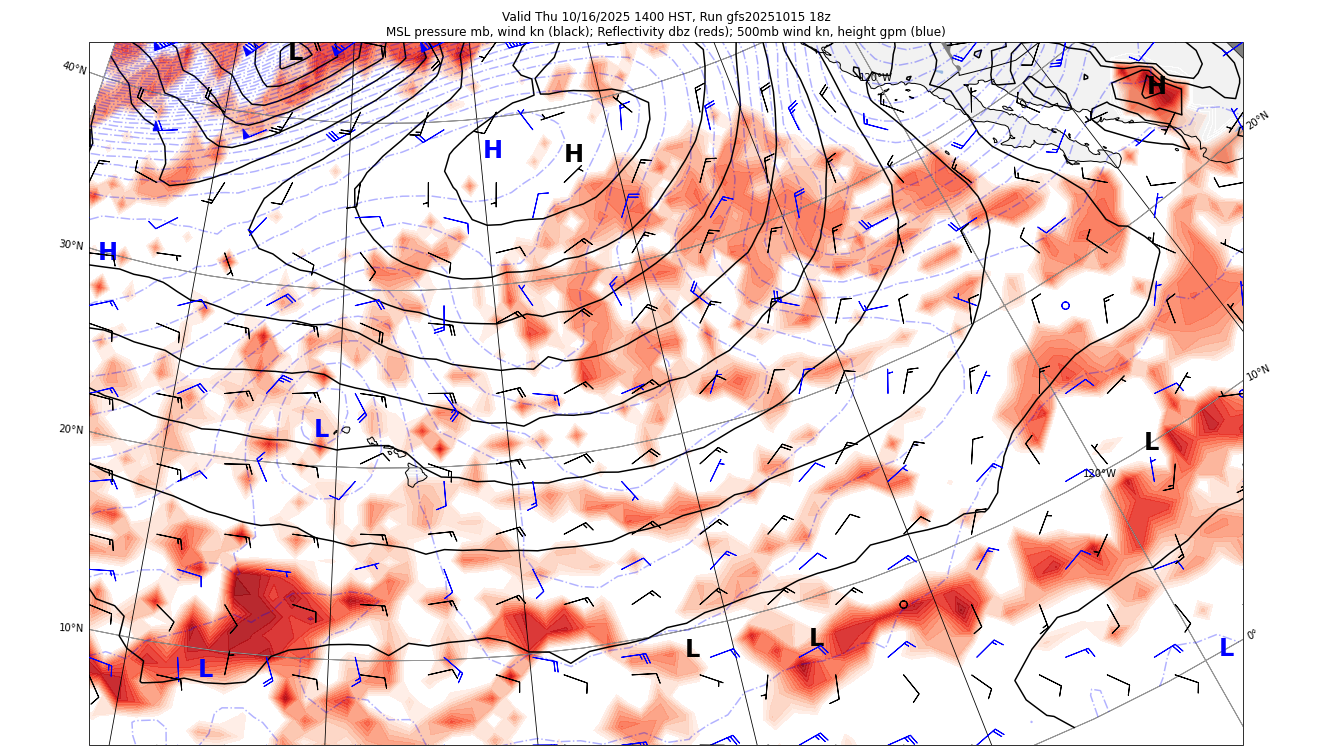 Valid Thu 10/16/2025 1400 HST, Run gfs20251015 18z
MSL pressure mb, wind kn (black); Reflectivity dbz (reds); 500mb wind kn, height gpm (blue)
L
40°N
120°W
H
20°N
H
H
30°N
H
10°N
20°N
L
L
120°W
10°N
0°
L
L
L
L